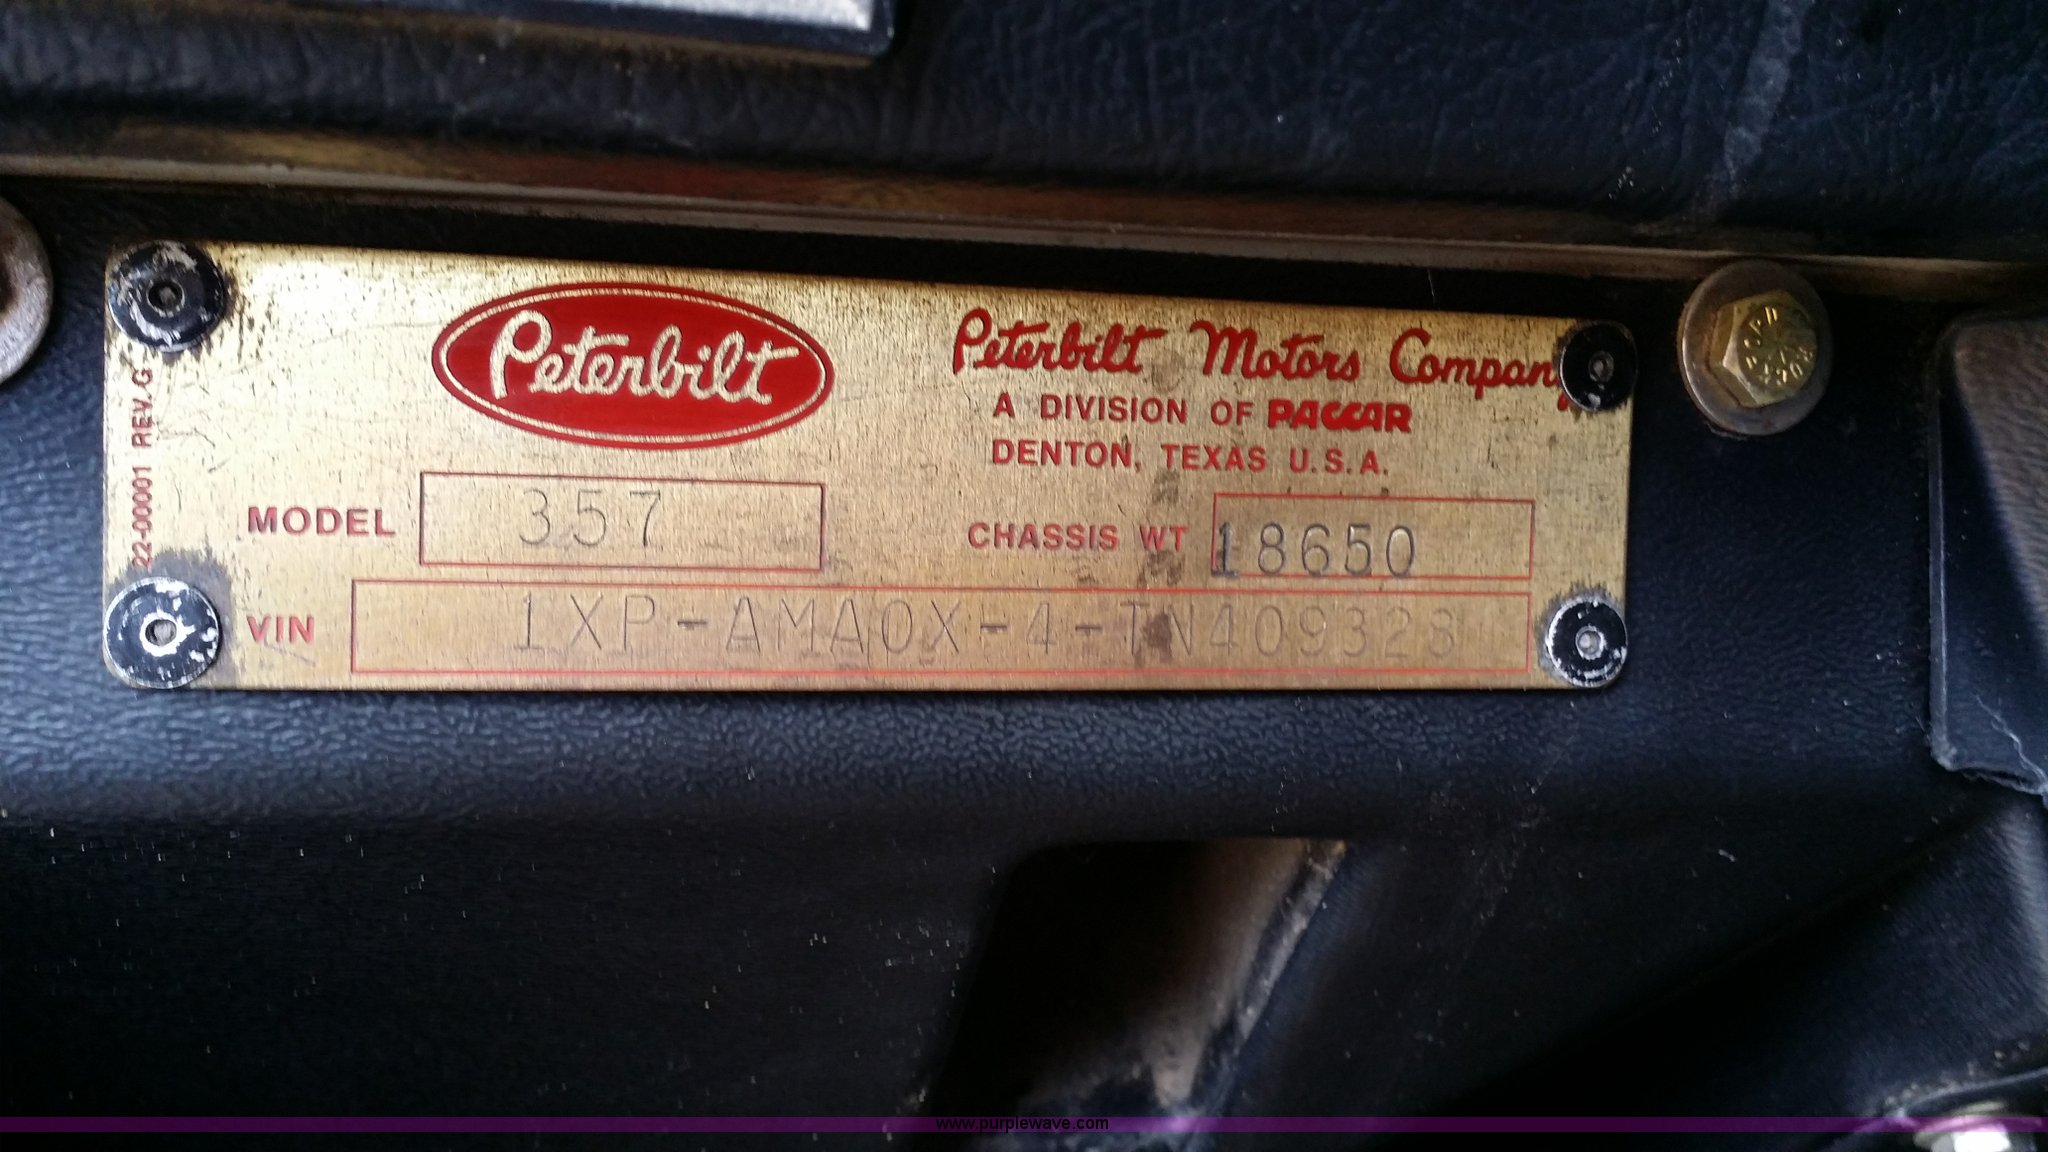 Peterbilt
Peterbilt Motors Company
A DIVISION OF PACCAR
DENTON, TEXAS U.S.A.
MODEL 357
CHASSIS WT 18650
VIN 1XP-AMA0X-4-TN409328
22-00001 REV. G
www.purplewave.com